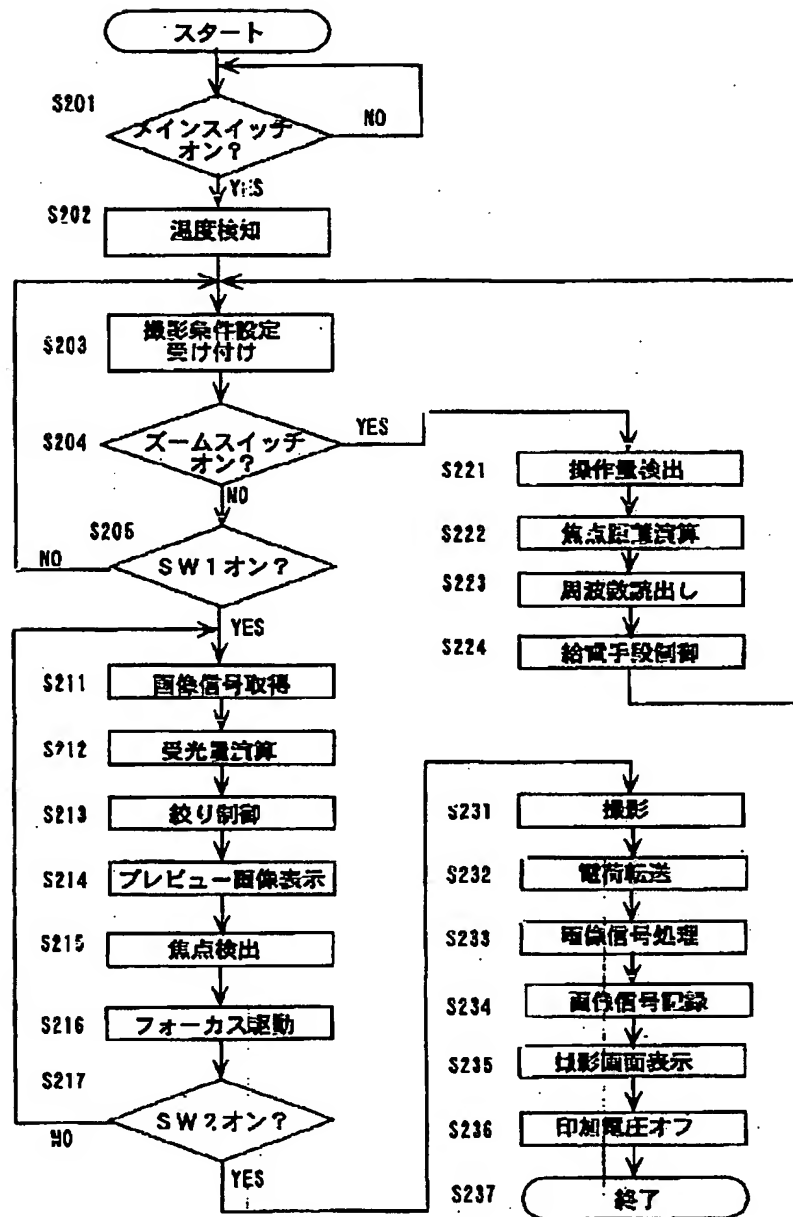 スタート
S201
メインスイッチ
オン?
NO
YES
S202
温度検知
S203
撮影条件設定
受け付け
S204
ズームスイッチ
オン?
YES
NO
S205
SW1オン?
NO
YES
S211
画像信号取得
S212
受光量演算
S213
絞り制御
S214
プレビュー画像表示
S215
焦点検出
S216
フォーカス駆動
S217
SW2オン?
NO
YES
S221
操作量検出
S222
焦点距離演算
S223
周波数読出し
S224
給電手段制御
S231
撮影
S232
電荷転送
S233
画像信号処理
S234
画像信号記録
S235
撮影画面表示
S236
印加電圧オフ
S237
終了